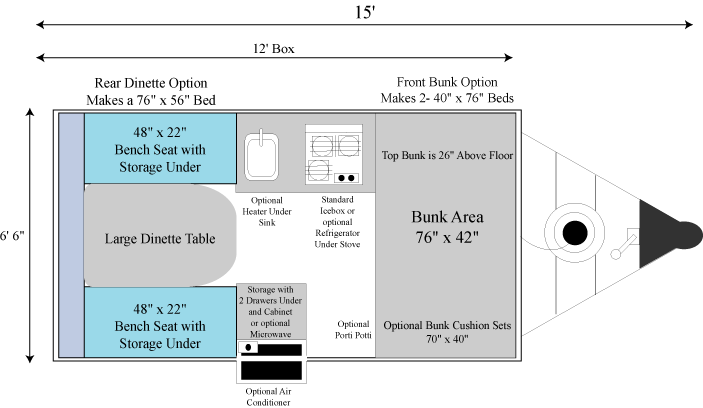 15'
12' Box
Rear Dinette Option
Makes a 76" x 56" Bed
Front Bunk Option
Makes 2- 40" x 76" Beds
6' 6"
48" x 22"
Bench Seat with
Storage Under
Optional
Heater Under
Sink
Standard
Icebox or
optional
Refrigerator
Under Stove
Top Bunk is 26" Above Floor
Large Dinette Table
Bunk Area
76" x 42"
48" x 22"
Bench Seat with
Storage Under
Storage with
2 Drawers Under
and Cabinet
or optional
Microwave
Optional
Porti Potti
Optional Bunk Cushion Sets
70" x 40"
Optional Air
Conditioner